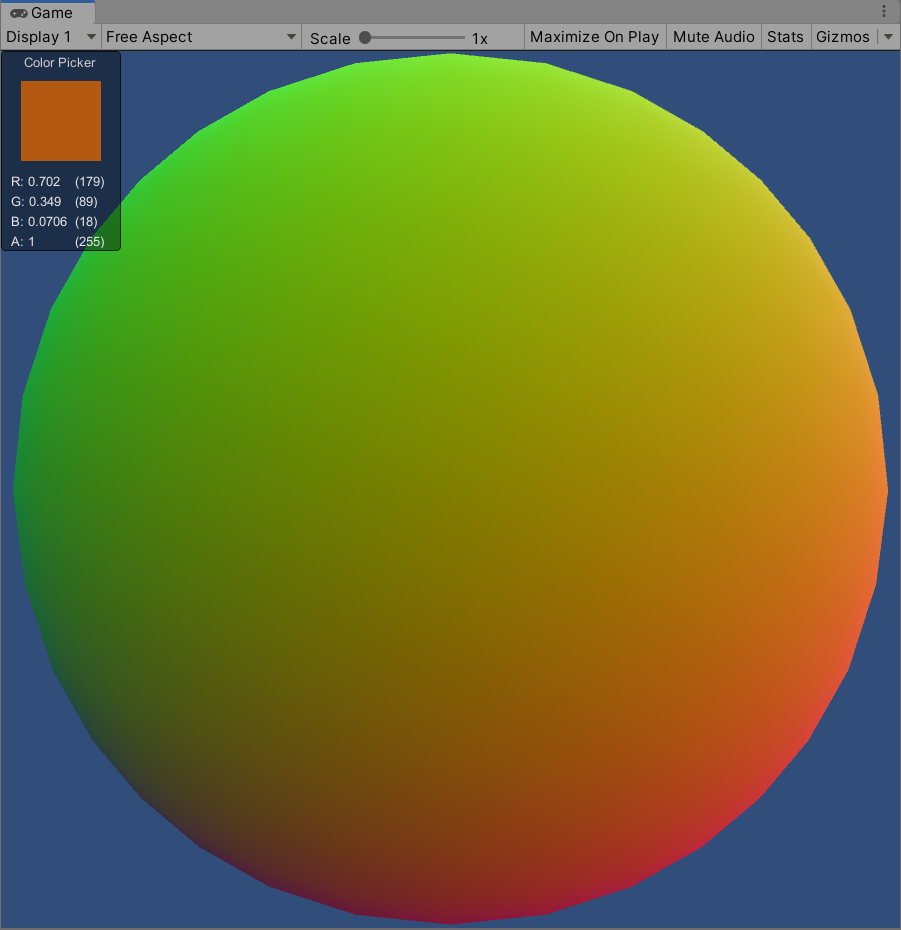 Game
Display 1 Free Aspect Scale 1x Maximize On Play Mute Audio Stats Gizmos
Color Picker
R: 0.702 (179)
G: 0.349 (89)
B: 0.0706 (18)
A: 1 (255)